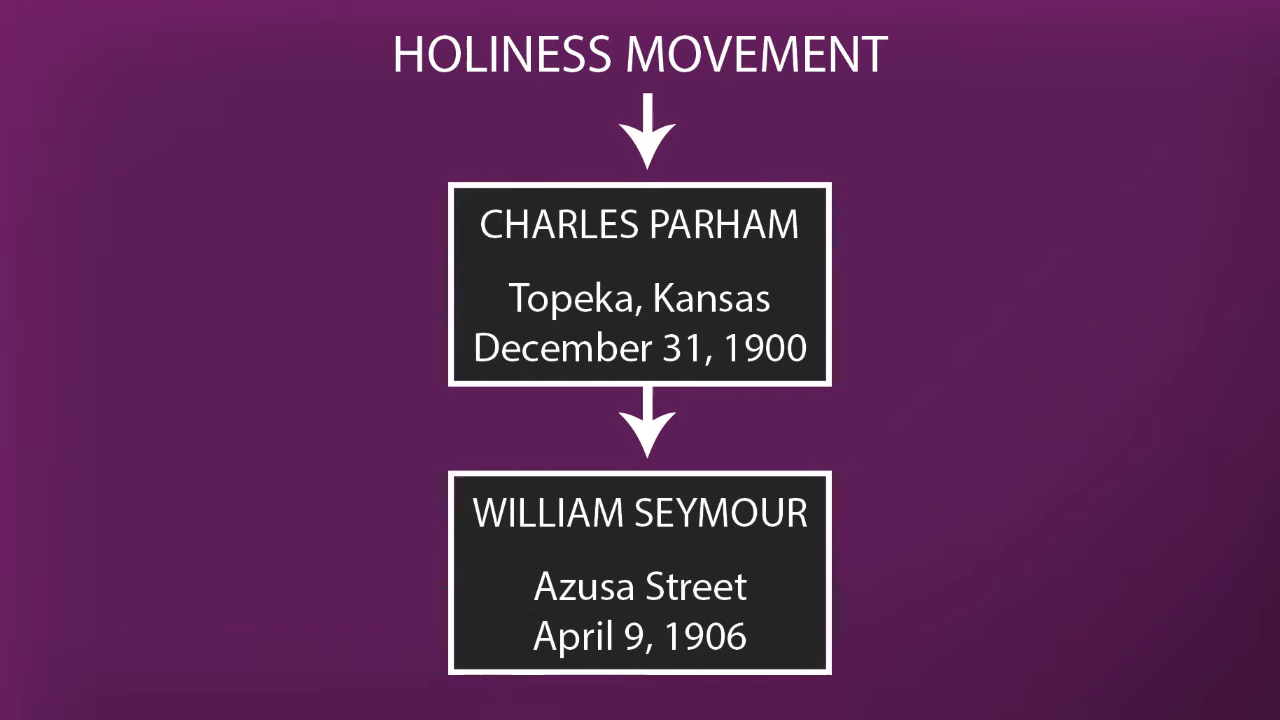 HOLINESS MOVEMENT
CHARLES PARHAM
Topeka, Kansas
December 31, 1900
WILLIAM SEYMOUR
Azusa Street
April 9, 1906